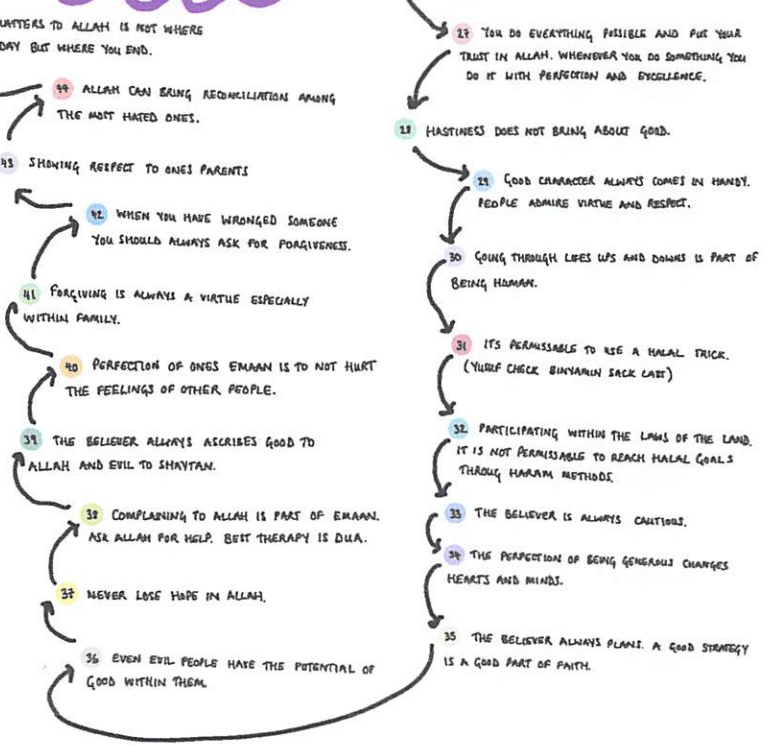 27 YOU DO EVERYTHING POSSIBLE AND PUT YOUR
TRUST IN ALLAH. WHENEVER YOU DO SOMETHING YOU
DO IT WITH PERFECTION AND EXCELLENCE.
28 HASTINESS DOES NOT BRING ABOUT GOOD.
29 GOOD CHARACTER ALWAYS COMES IN HANDY.
PEOPLE ADMIRE VIRTUE AND RESPECT.
30 GOING THROUGH LIFES UPS AND DOWNS IS PART OF
BEING HUMAN.
31 ITS PERMISSABLE TO USE A HALAL TRICK.
(YUSUF CHECK BINYAMIN SACK LAST)
32 PARTICIPATING WITHIN THE LAWS OF THE LAND.
IT IS NOT PERMISSABLE TO REACH HALAL GOALS
THROUG HARAM METHODS.
33 THE BELIEVER IS ALWAYS CAUTIOUS.
34 THE PERFECTION OF BEING GENEROUS CHANGES
HEARTS AND MINDS.
35 THE BELIEVER ALWAYS PLANS. A GOOD STRATEGY
IS A GOOD PART OF FAITH.
36 EVEN EVIL PEOPLE HAVE THE POTENTIAL OF
GOOD WITHIN THEM.
37 NEVER LOSE HOPE IN ALLAH.
38 COMPLAINING TO ALLAH IS PART OF EMAAN.
ASK ALLAH FOR HELP. BEST THERAPY IS DUA.
39 THE BELIEVER ALWAYS ASCRIBES GOOD TO
ALLAH AND EVIL TO SHAYTAN.
40 PERFECTION OF ONES EMAAN IS TO NOT HURT
THE FEELINGS OF OTHER PEOPLE.
41 FORGIVING IS ALWAYS A VIRTUE ESPECIALLY
WITHIN FAMILY.
42 WHEN YOU HAVE WRONGED SOMEONE
YOU SHOULD ALWAYS ASK FOR FORGIVENESS.
43 SHOWING RESPECT TO ONES PARENTS
44 ALLAH CAN BRING RECONCILIATION AMONG
THE MOST HATED ONES.
MATTERS TO ALLAH IS NOT WHERE
DAY BUT WHERE YOU END.